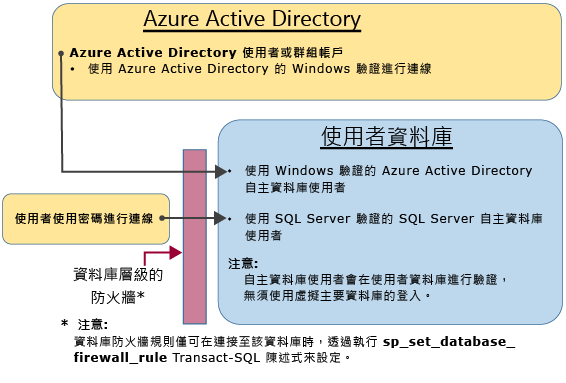 Azure Active Directory
Azure Active Directory 使用者或群組帳戶
• 使用 Azure Active Directory 的 Windows 驗證進行連線
使用者資料庫
• 使用 Windows 驗證的 Azure Active Directory
自主資料庫使用者
使用者使用密碼進行連線
• 使用 SQL Server 驗證的 SQL Server 自主資料庫
使用者
注意:
自主資料庫使用者會在使用者資料庫進行驗證，
無須使用虛擬主要資料庫的登入。
資料庫層級的
防火牆*
* 注意:
資料庫防火牆規則僅可在連接至該資料庫時，透過執行 sp_set_database_
firewall_rule Transact-SQL 陳述式來設定。